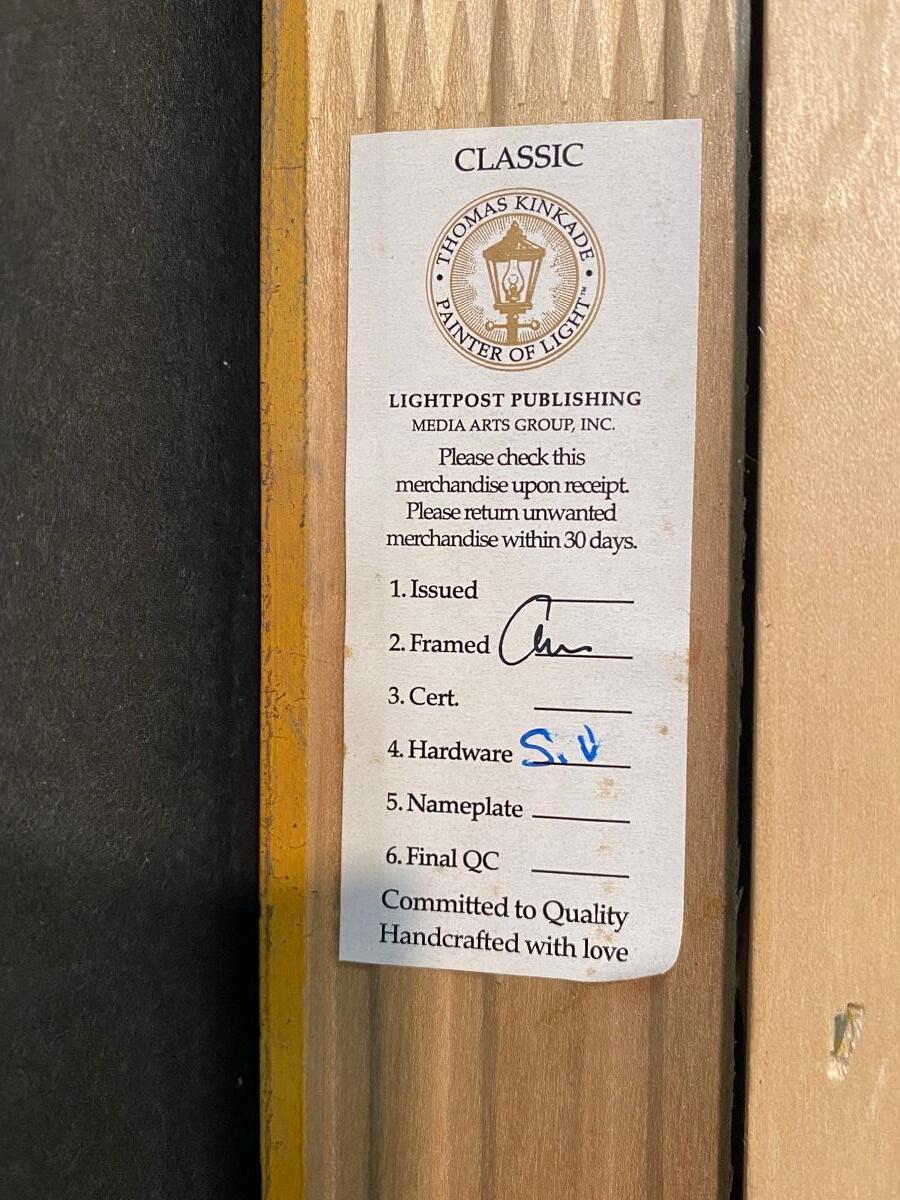 CLASSIC
THOMAS KINKADE
PAINTER OF LIGHT™
LIGHTPOST PUBLISHING
MEDIA ARTS GROUP, INC.
Please check this
merchandise upon receipt.
Please return unwanted
merchandise within 30 days.
1. Issued
2. Framed
3. Cert.
4. Hardware S.V
5. Nameplate
6. Final QC
Committed to Quality
Handcrafted with love